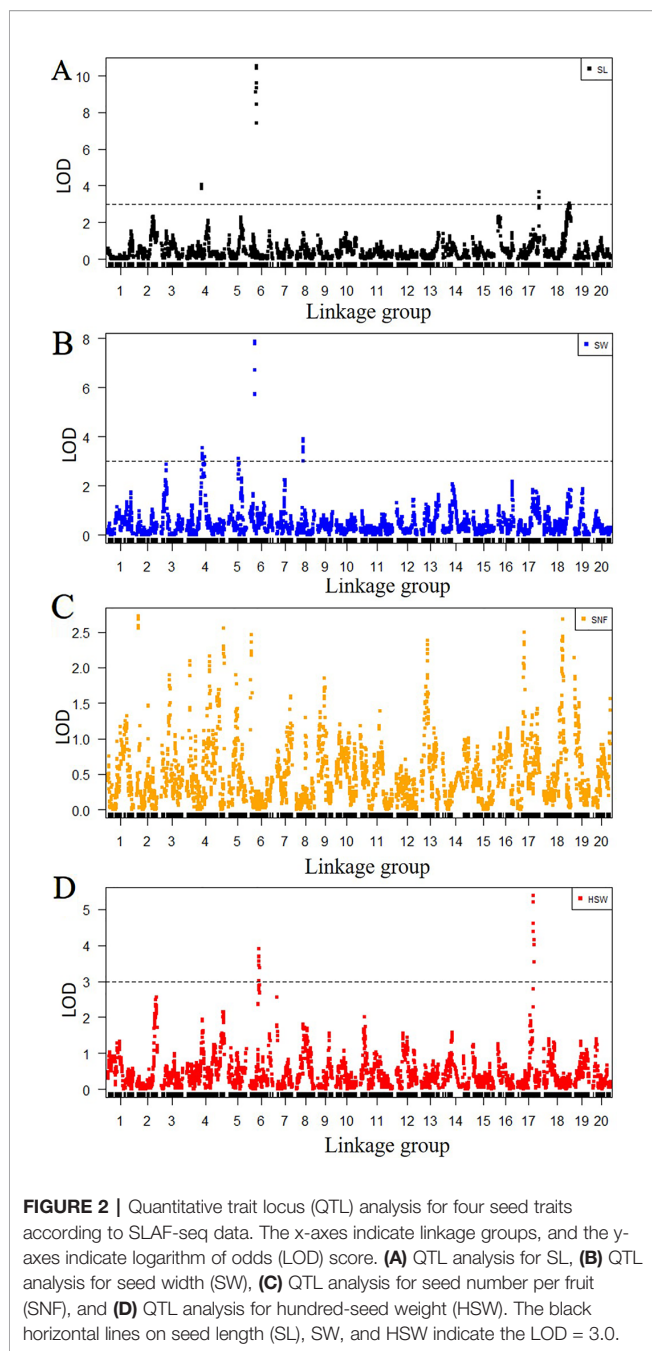 A
SL
10
8
6
4
2
0
LOD
1 2 3 4 5 6 7 8 9 10 11 12 13 14 15 16 17 18 19 20
Linkage group
B
SW
8
6
4
2
0
LOD
1 2 3 4 5 6 7 8 9 10 11 12 13 14 15 16 17 18 19 20
Linkage group
C
SNF
2.5
2.0
1.5
1.0
0.5
0.0
LOD
1 2 3 4 5 6 7 8 9 10 11 12 13 14 15 16 17 18 19 20
Linkage group
D
HSW
5
4
3
2
1
0
LOD
1 2 3 4 5 6 7 8 9 10 11 12 13 14 15 16 17 18 19 20
Linkage group
FIGURE 2 | Quantitative trait locus (QTL) analysis for four seed traits
according to SLAF-seq data. The x-axes indicate linkage groups, and the y-
axes indicate logarithm of odds (LOD) score. (A) QTL analysis for SL, (B) QTL
analysis for seed width (SW), (C) QTL analysis for seed number per fruit
(SNF), and (D) QTL analysis for hundred-seed weight (HSW). The black
horizontal lines on seed length (SL), SW, and HSW indicate the LOD = 3.0.